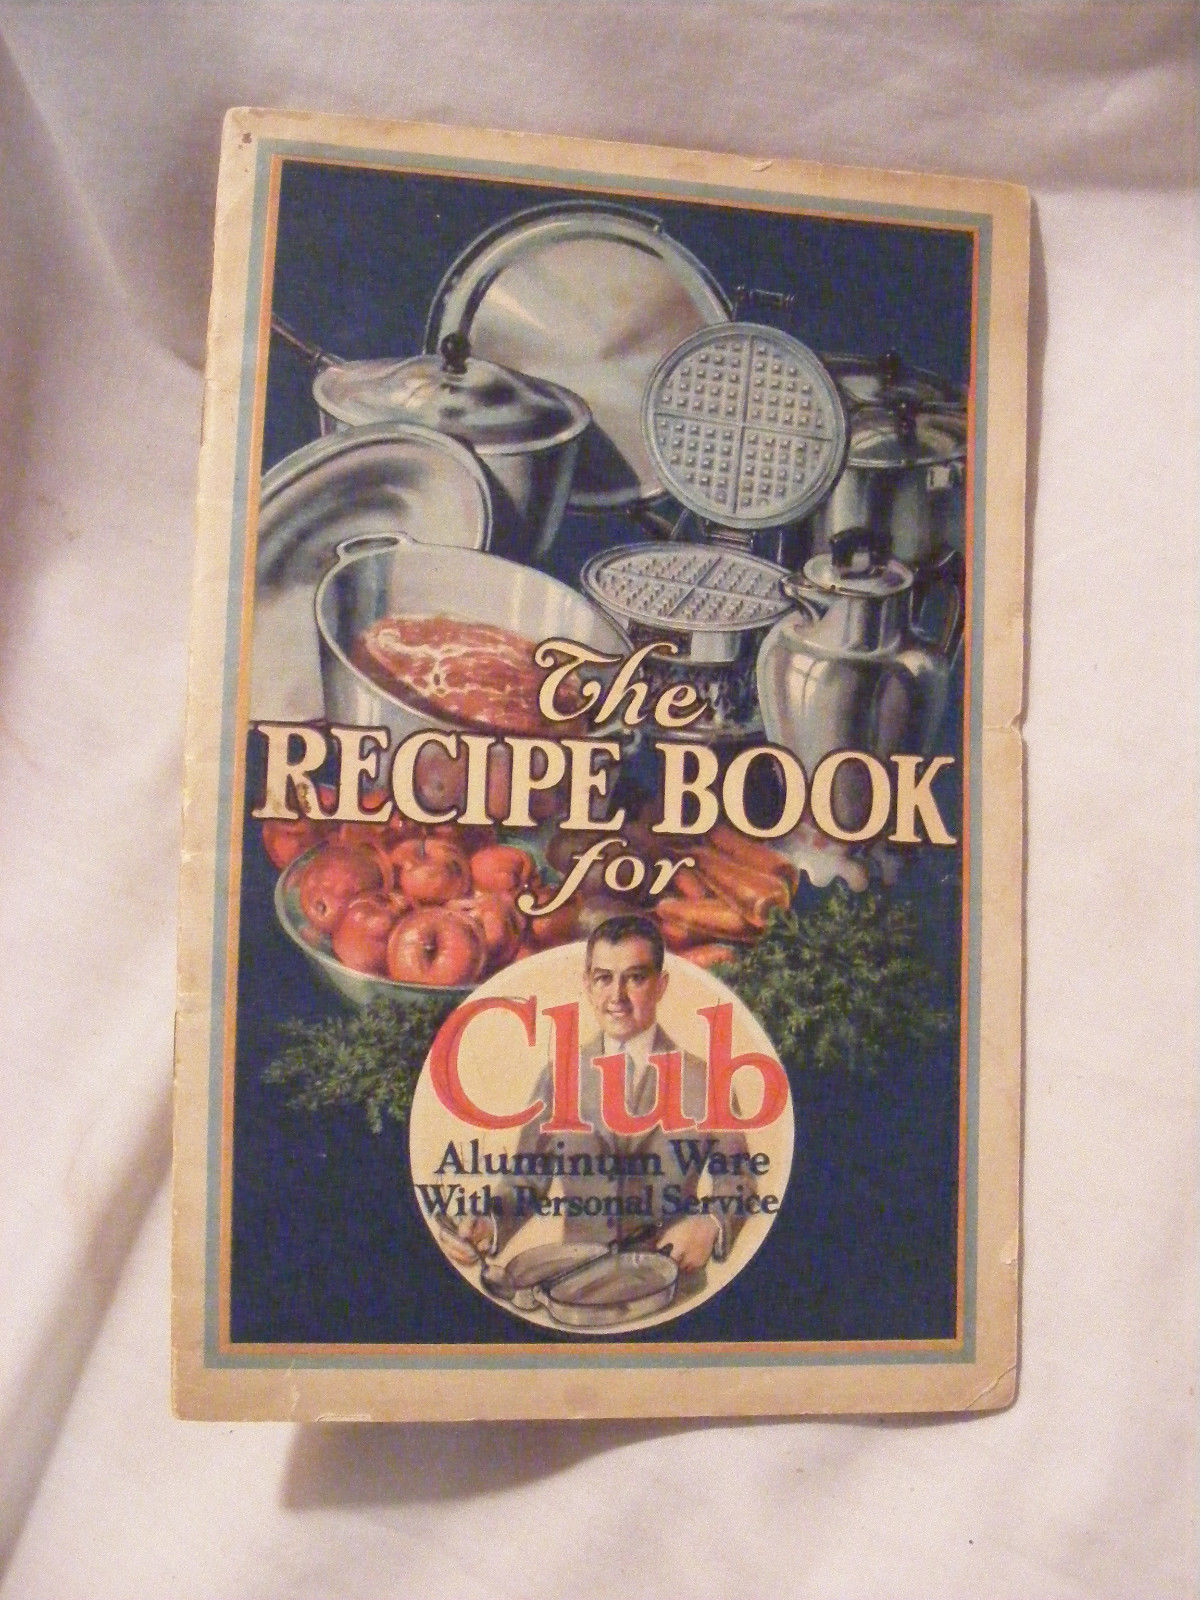 The
RECIPE BOOK
for
Club
Aluminum Ware
With Personal Service